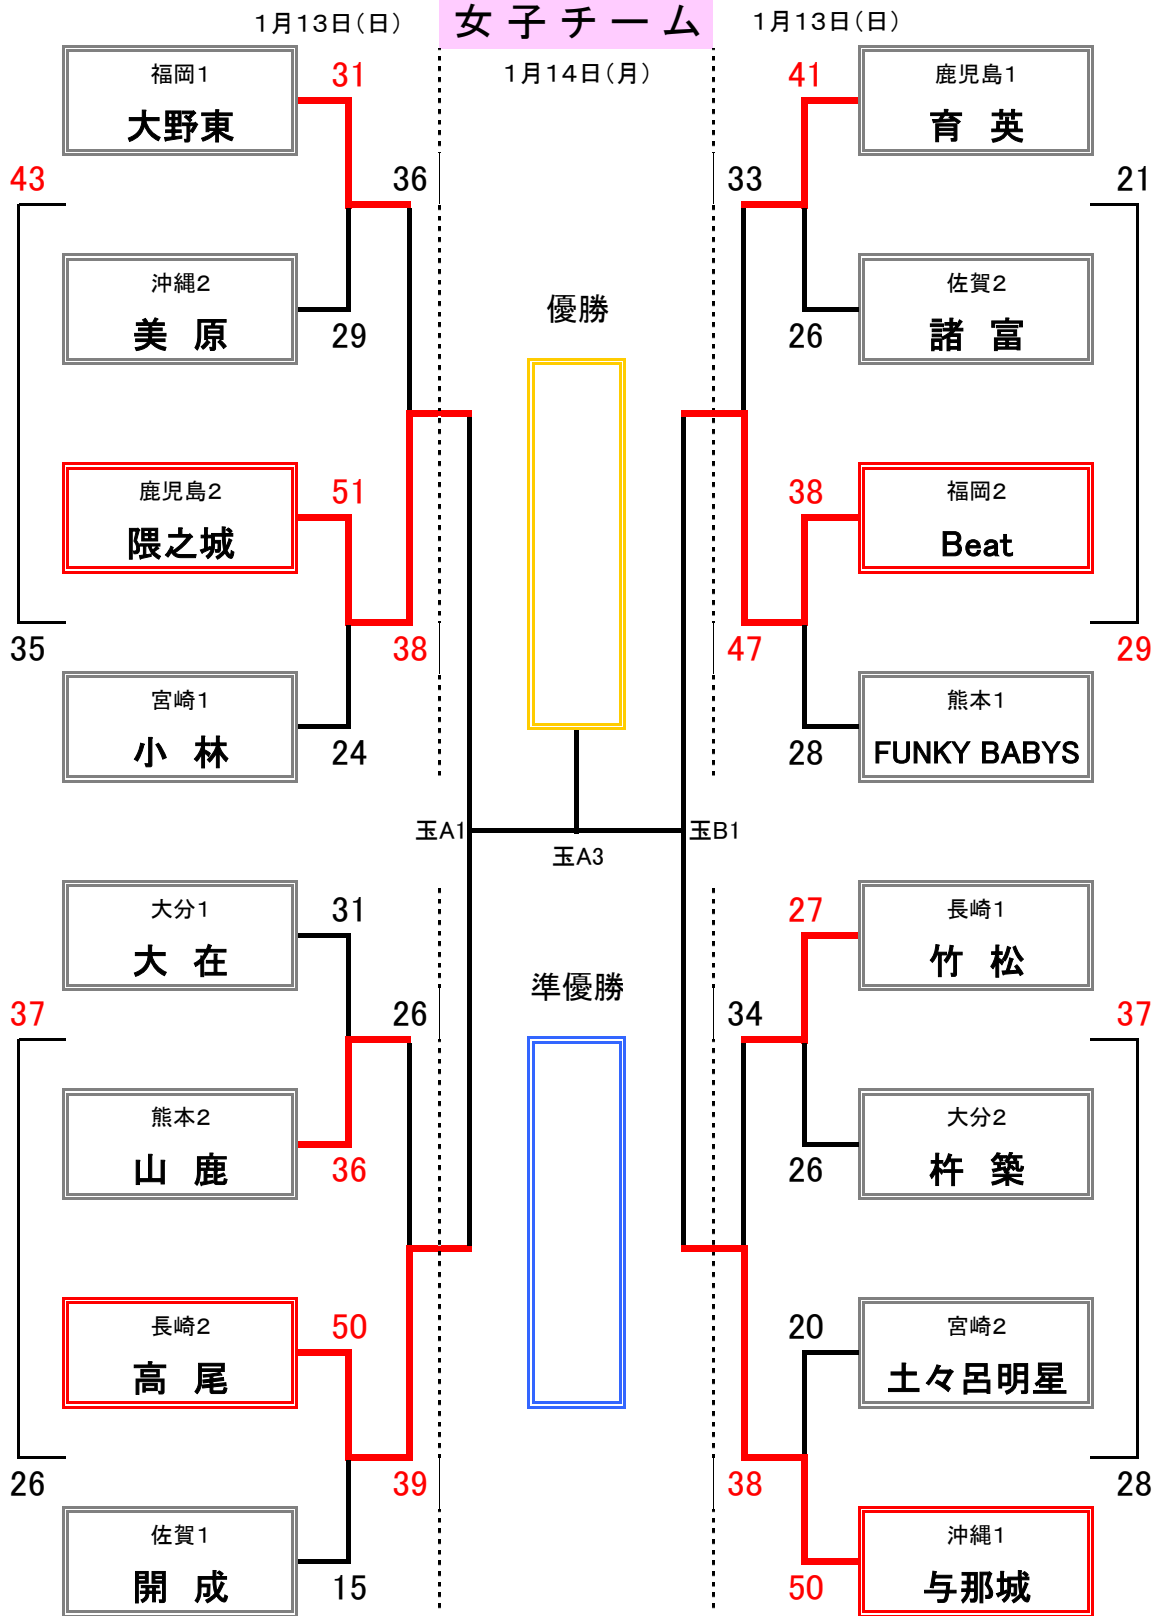 女子チーム
1月13日(日)
1月14日(月)
1月13日(日)
福岡1
大野東
31
43
36
沖縄2
美 原
29
鹿児島2
隈之城
51
35
38
宮崎1
小 林
24
大分1
大 在
31
37
26
熊本2
山 鹿
36
長崎2
高 尾
50
26
39
佐賀1
開 成
15
優勝
玉A1
玉A3
玉B1
準優勝
41
鹿児島1
育 英
33
21
佐賀2
諸 富
26
38
福岡2
Beat
47
29
熊本1
FUNKY BABYS
28
27
長崎1
竹 松
34
37
大分2
杵 築
26
20
宮崎2
土々呂明星
38
28
沖縄1
与那城
50